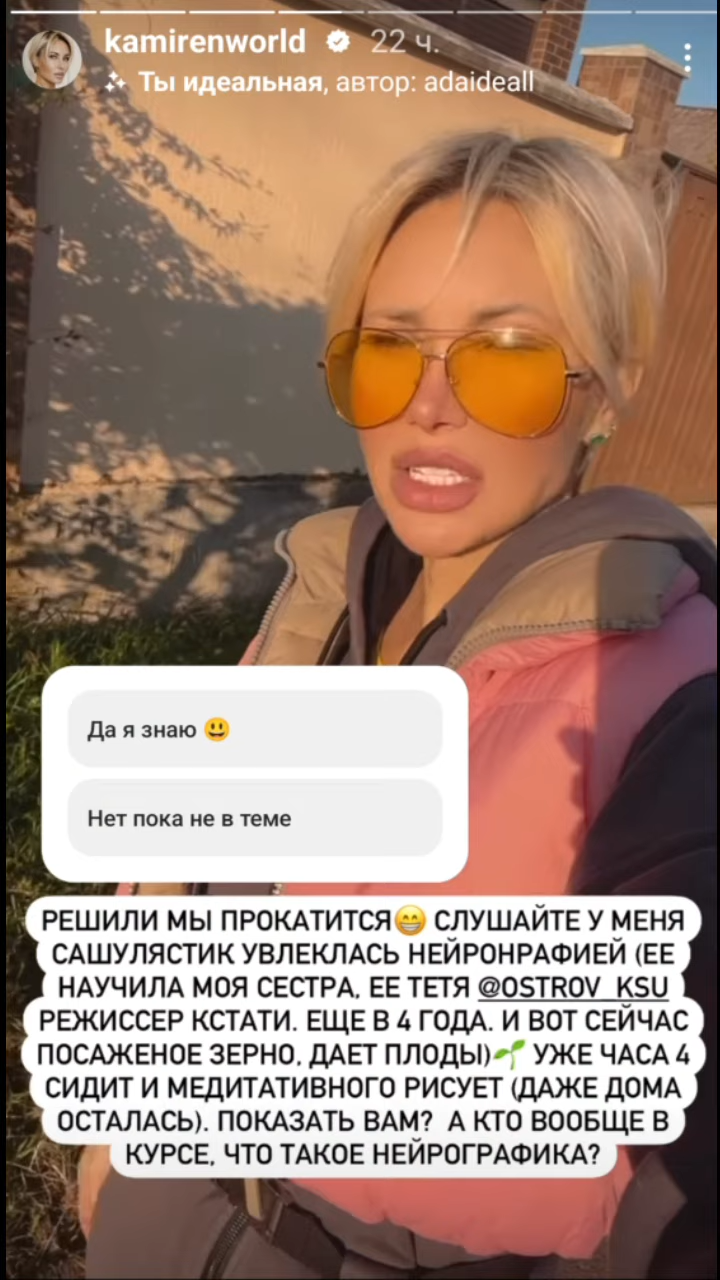 kamirenworld 22 ч.
Ты идеальная, автор: adaideall
Да я знаю 😃
Нет пока не в теме
РЕШИЛИ МЫ ПРОКАТИТСЯ😁 СЛУШАЙТЕ У МЕНЯ
САШУЛЯСТИК УВЛЕКЛАСЬ НЕЙРОНРАФИЕЙ (ЕЕ
НАУЧИЛА МОЯ СЕСТРА, ЕЕ ТЕТЯ @OSTROV_KSU
РЕЖИССЕР КСТАТИ. ЕЩЕ В 4 ГОДА. И ВОТ СЕЙЧАС
ПОСАЖЕНОЕ ЗЕРНО, ДАЕТ ПЛОДЫ)🌱 УЖЕ ЧАСА 4
СИДИТ И МЕДИТАТИВНОГО РИСУЕТ (ДАЖЕ ДОМА
ОСТАЛАСЬ). ПОКАЗАТЬ ВАМ? А КТО ВООБЩЕ В
КУРСЕ, ЧТО ТАКОЕ НЕЙРОГРАФИКА?